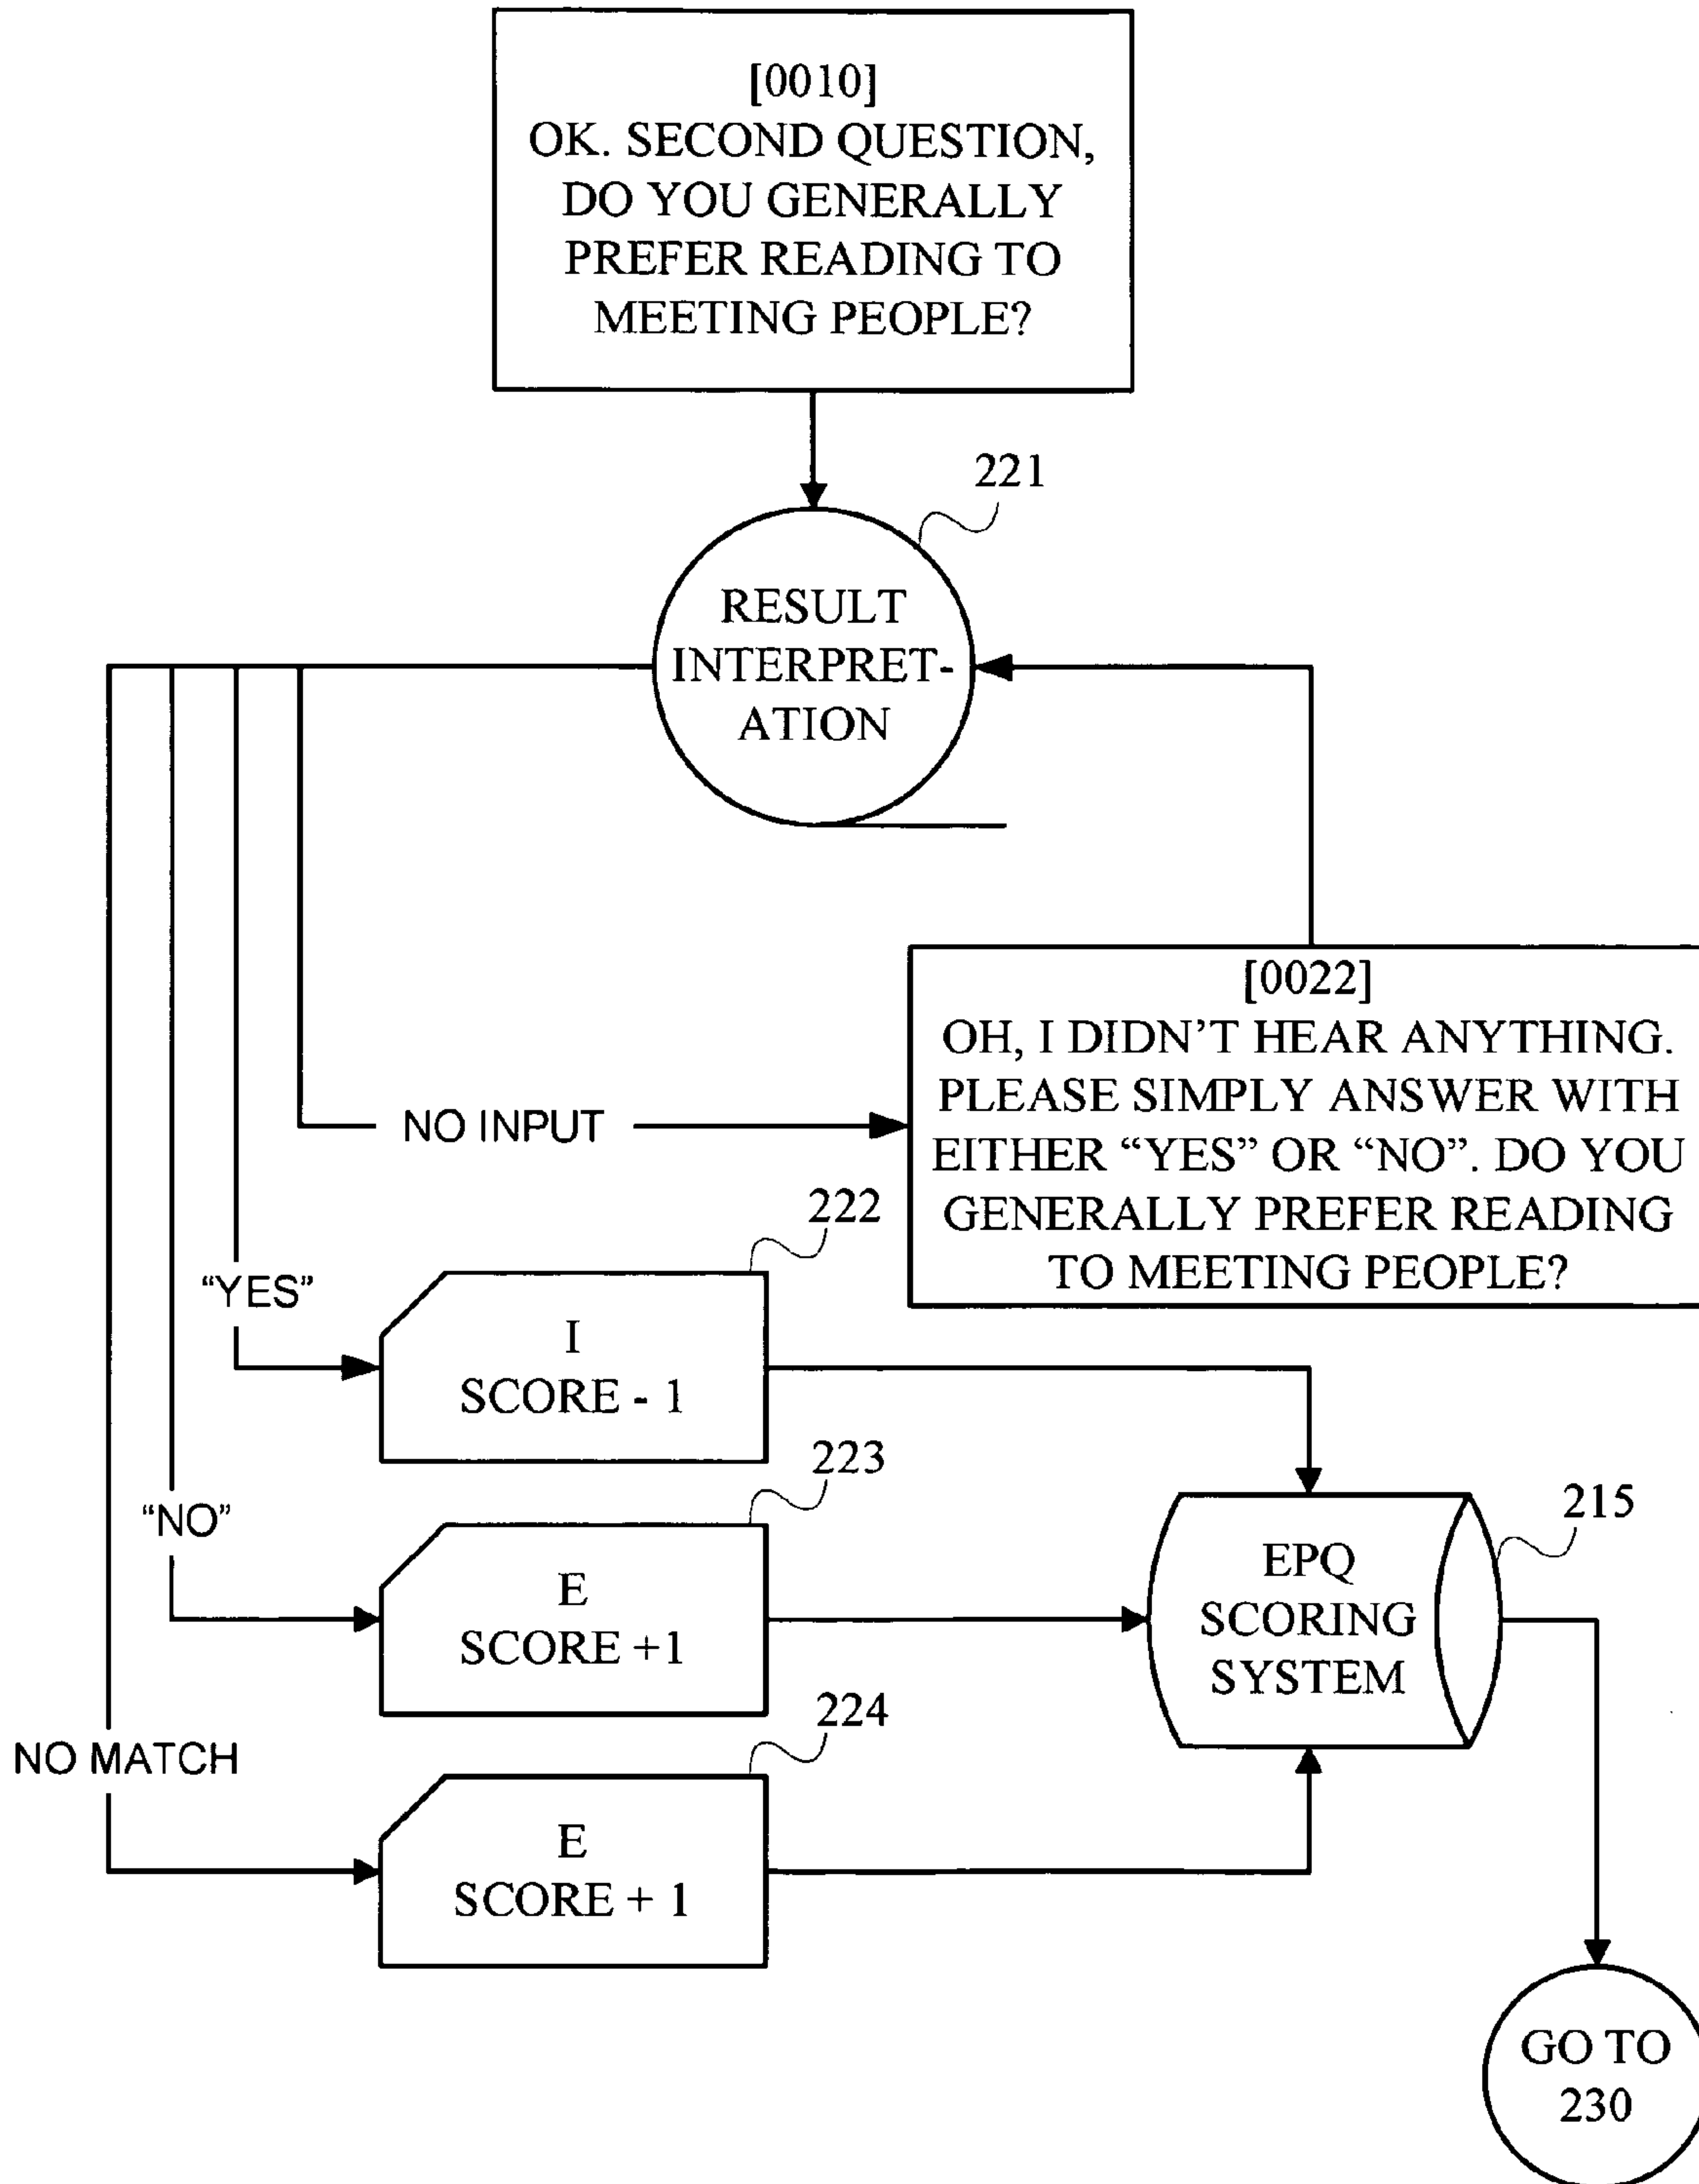 [0010]
OK. SECOND QUESTION,
DO YOU GENERALLY
PREFER READING TO
MEETING PEOPLE?
221
RESULT
INTERPRET-
ATION
[0022]
OH, I DIDN'T HEAR ANYTHING.
PLEASE SIMPLY ANSWER WITH
EITHER “YES” OR “NO”. DO YOU
GENERALLY PREFER READING
TO MEETING PEOPLE?
NO INPUT
222
“YES”
I
SCORE - 1
223
“NO”
E
SCORE +1
215
EPQ
SCORING
SYSTEM
224
NO MATCH
E
SCORE + 1
GO TO
230